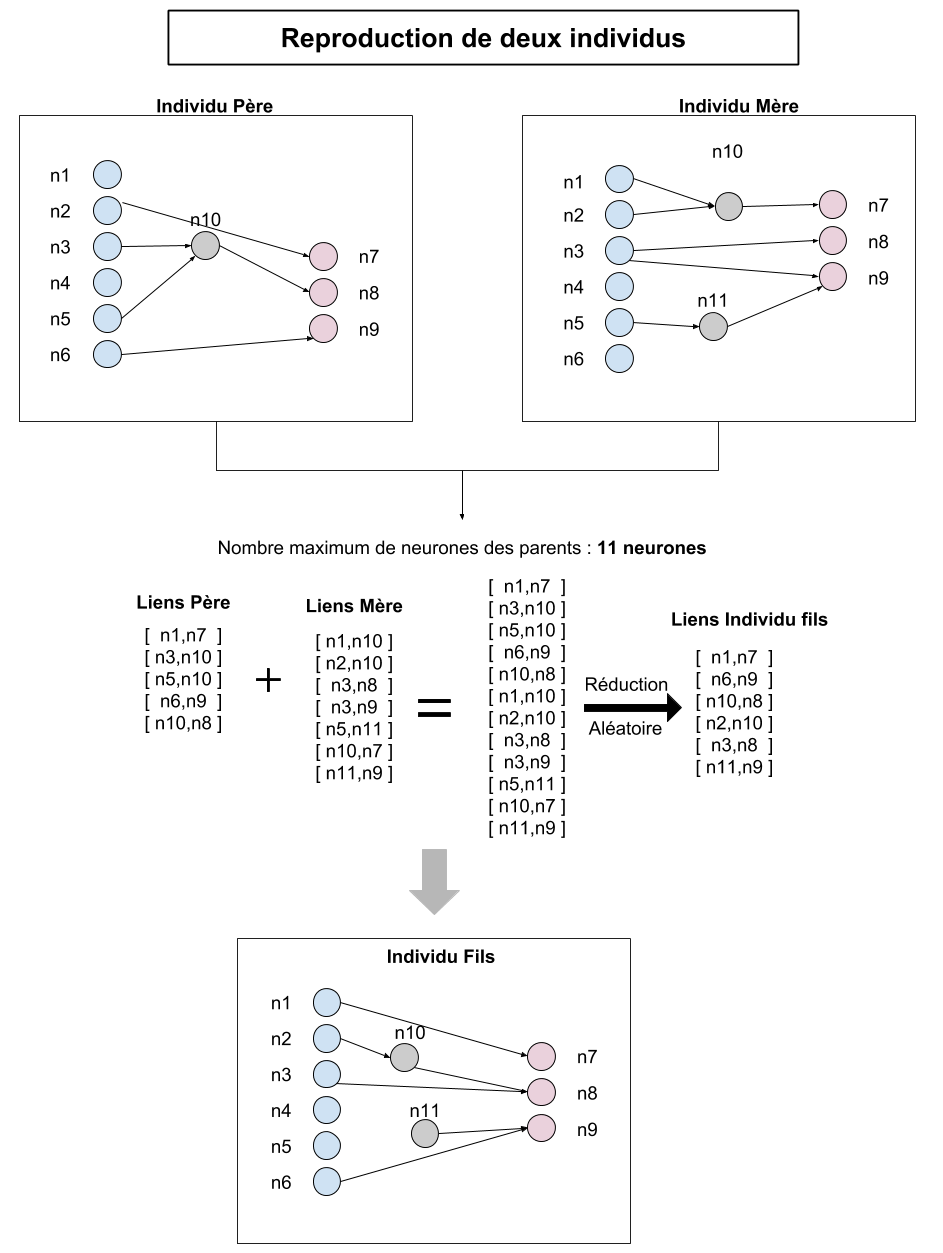 Reproduction de deux individus
Individu Père
n1
n2
n10
n3
n7
n4
n8
n5
n9
n6
Individu Mère
n10
n1
n2
n7
n3
n8
n4
n9
n11
n5
n6
Nombre maximum de neurones des parents : 11 neurones
Liens Père
[ n1,n7 ]
[ n3,n10 ]
[ n5,n10 ]
[ n6,n9 ]
[ n10,n8 ]
+
Liens Mère
[ n1,n10 ]
[ n2,n10 ]
[ n3,n8 ]
[ n3,n9 ]
[ n5,n11 ]
[ n10,n7 ]
[ n11,n9 ]
=
[ n1,n7 ]
[ n3,n10 ]
[ n5,n10 ]
[ n6,n9 ]
[ n10,n8 ]
[ n1,n10 ]
[ n2,n10 ]
[ n3,n8 ]
[ n3,n9 ]
[ n5,n11 ]
[ n10,n7 ]
[ n11,n9 ]
Réduction
Aléatoire
Liens Individu fils
[ n1,n7 ]
[ n6,n9 ]
[ n10,n8 ]
[ n2,n10 ]
[ n3,n8 ]
[ n11,n9 ]
Individu Fils
n1
n2
n10
n7
n3
n8
n4
n11
n9
n5
n6